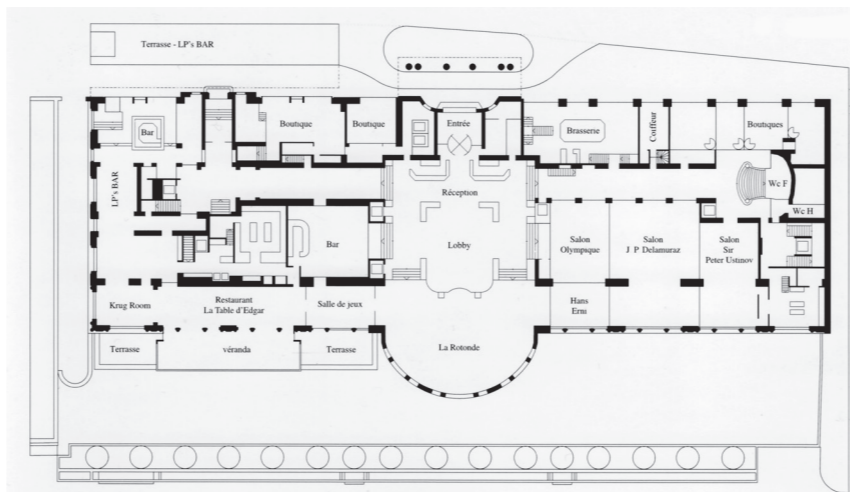 Terrasse - LP's BAR
Bar
Boutique
Boutique
Entrée
Brasserie
Coiffeur
Boutiques
LP's BAR
Réception
Wc F
Wc H
Bar
Lobby
Salon
Olympique
Salon
J P Delamuraz
Salon
Sir
Peter Ustinov
Krug Room
Restaurant
La Table d'Edgar
Salle de jeux
Hans
Erni
Terrasse
véranda
Terrasse
La Rotonde